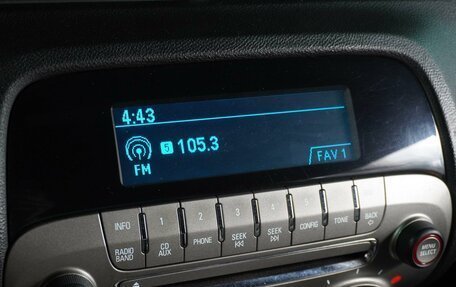 4:43
5 105.3
FM
FAV 1
INFO 1 2 3 4 5 6 BACK
RADIO BAND CD AUX PHONE SEEK SEEK CONFIG TONE
MENU SELECT